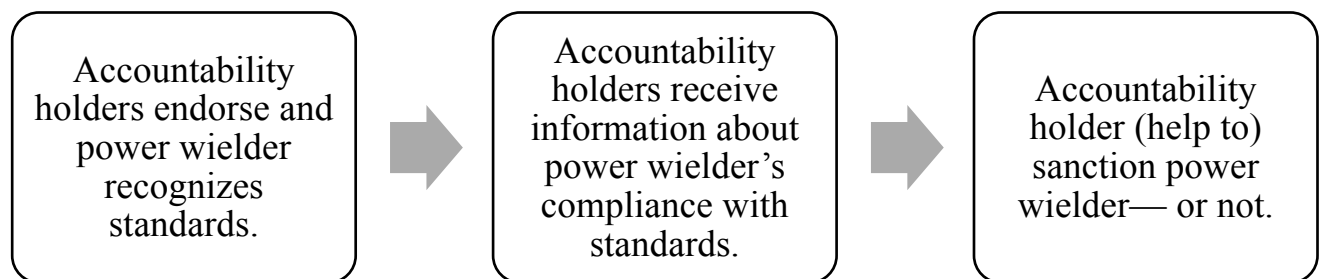 Accountability
holders endorse and
power wielder
recognizes
standards.
Accountability
holders receive
information about
power wielder’s
compliance with
standards.
Accountability
holder (help to)
sanction power
wielder— or not.